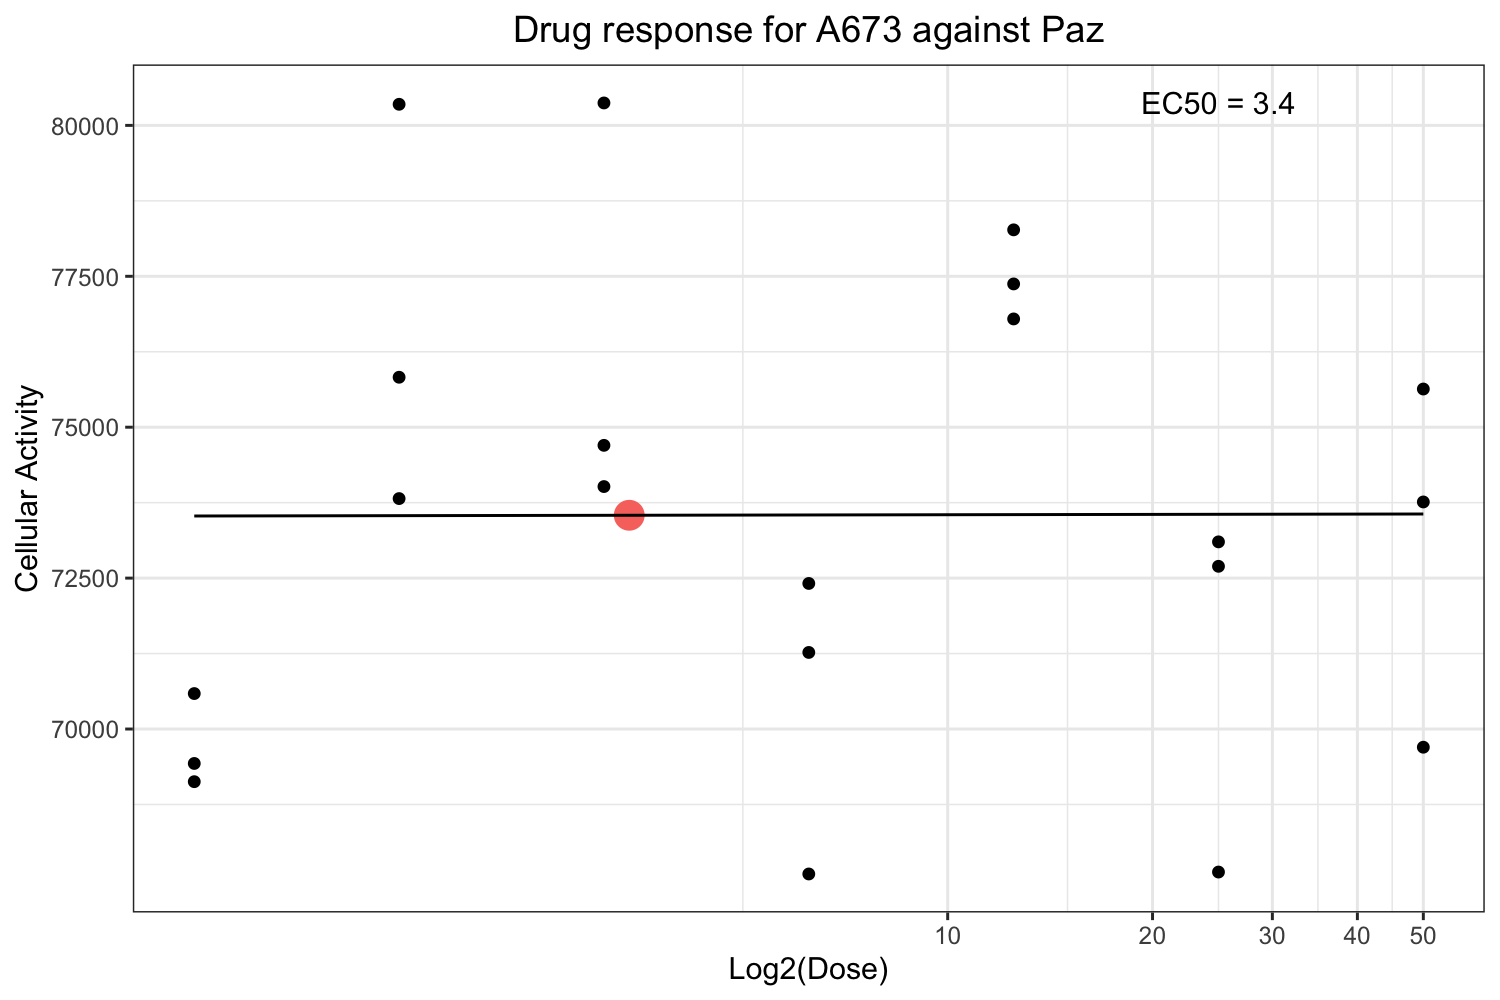 Drug response for A673 against Paz
EC50 = 3.4
80000
77500
75000
72500
70000
Cellular Activity
10 20 30 40 50
Log2(Dose)